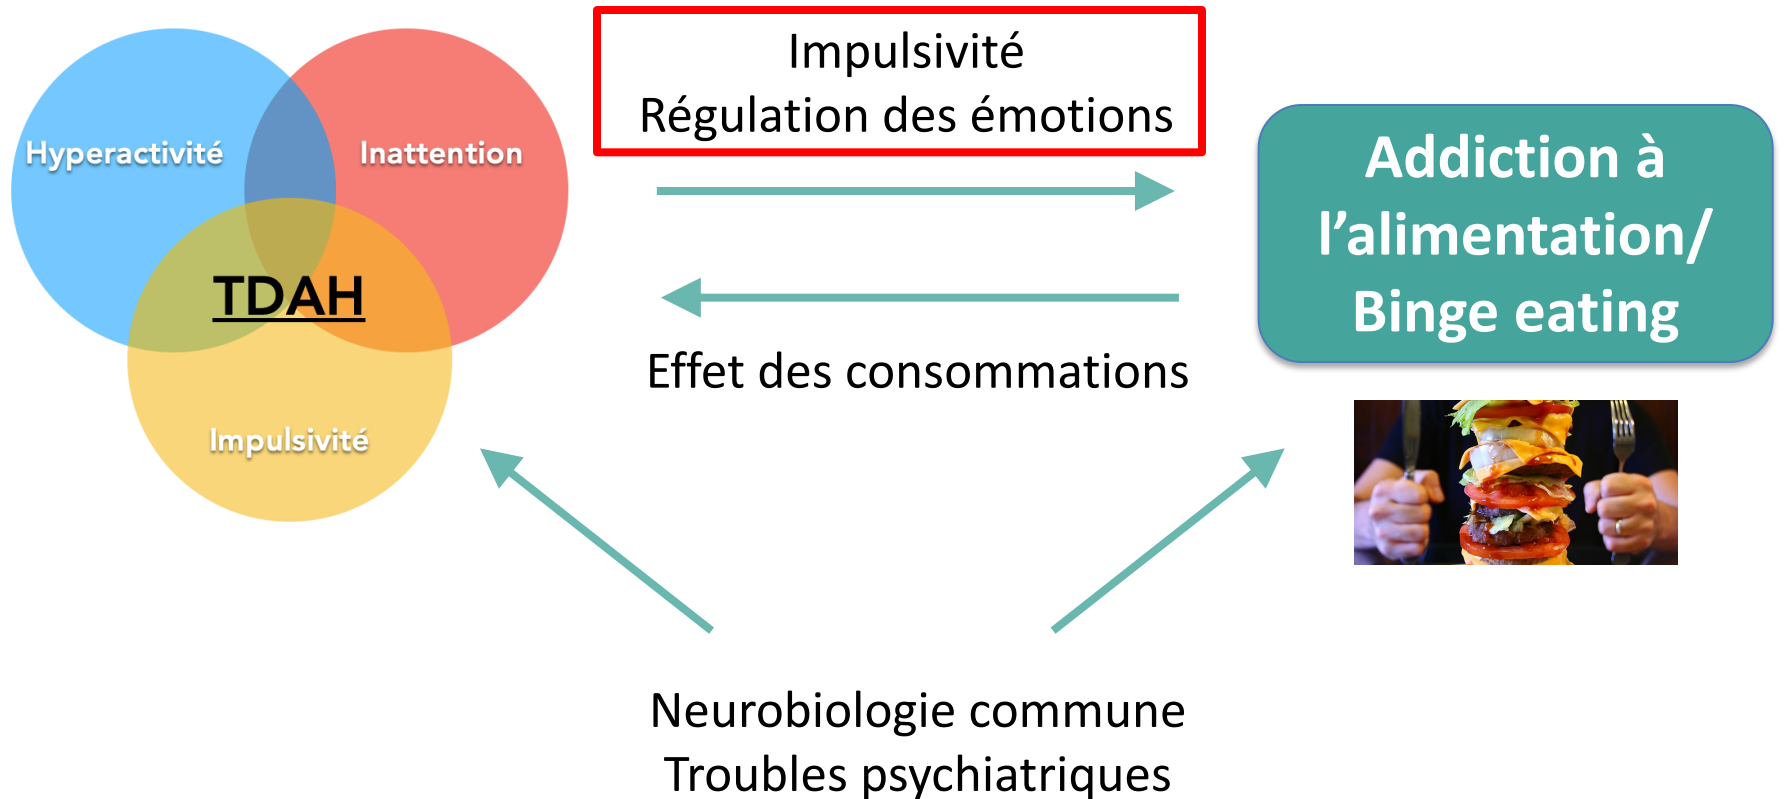 Impulsivité
Régulation des émotions
Hyperactivité
Inattention
TDAH
Impulsivité
Effet des consommations
Addiction à
l’alimentation/
Binge eating
Neurobiologie commune
Troubles psychiatriques